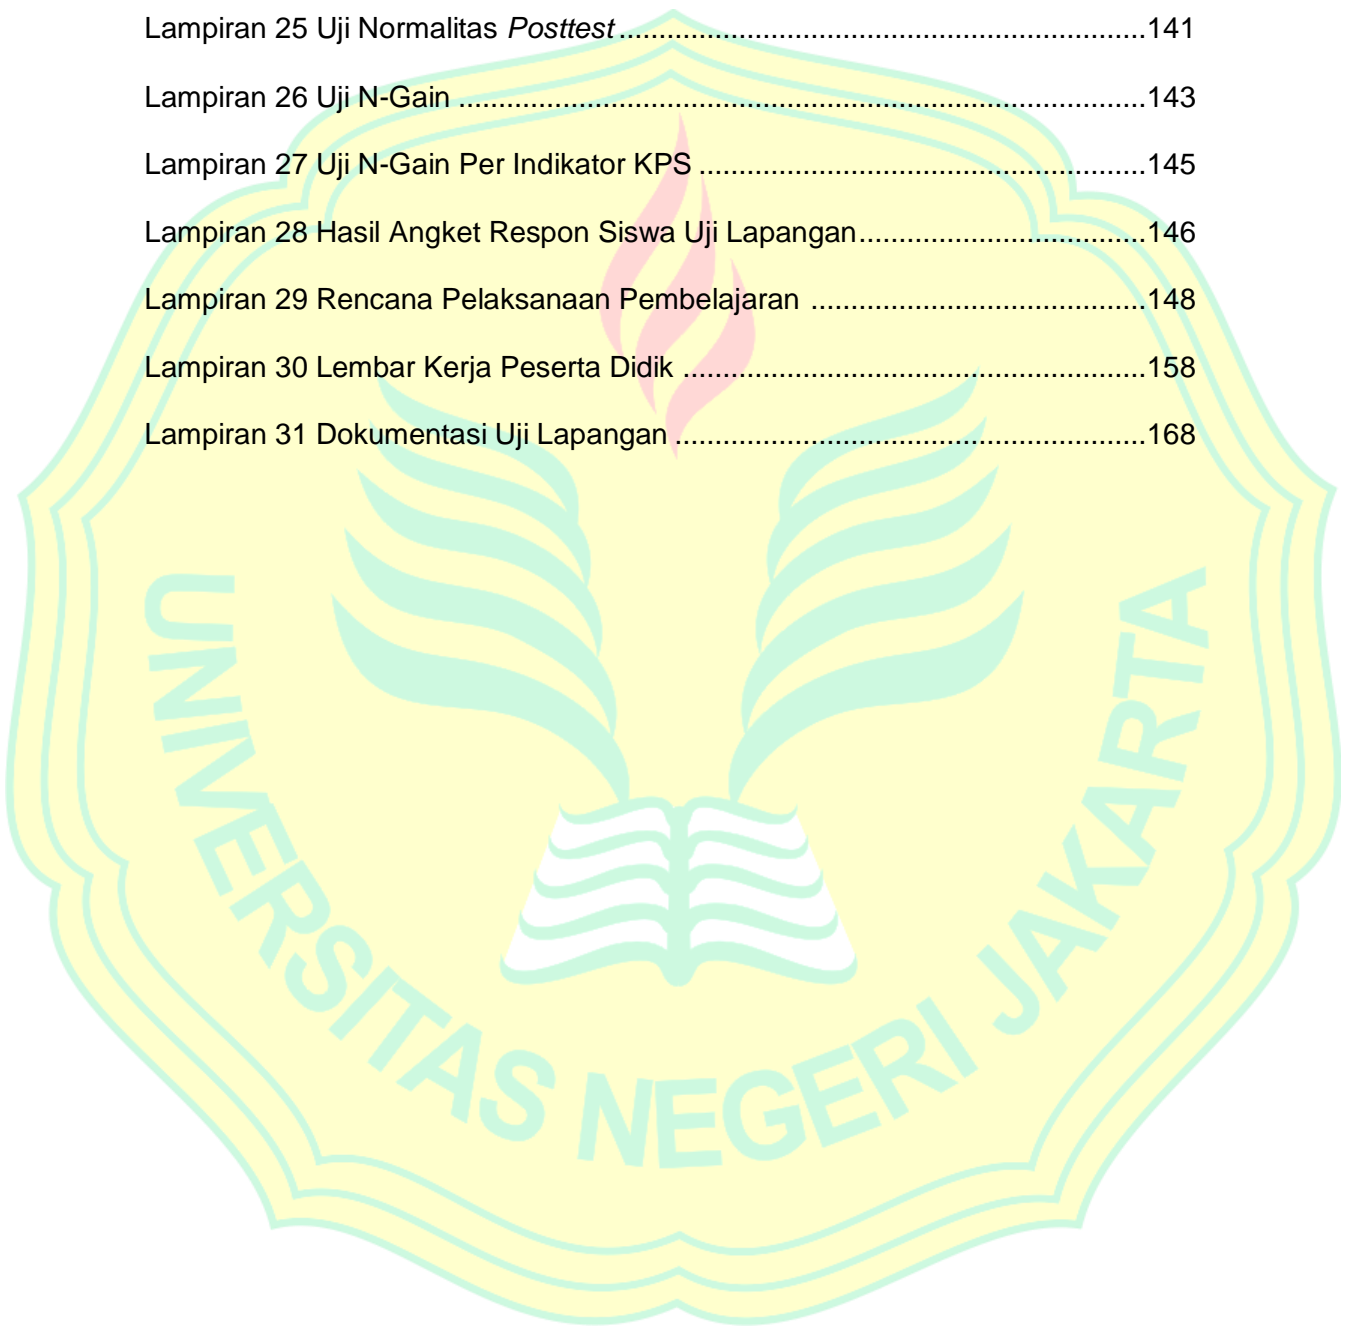 Lampiran 25 Uji Normalitas Posttest..................................................................141
Lampiran 26 Uji N-Gain ......................................................................................143
Lampiran 27 Uji N-Gain Per Indikator KPS ........................................................145
Lampiran 28 Hasil Angket Respon Siswa Uji Lapangan....................................146
Lampiran 29 Rencana Pelaksanaan Pembelajaran ..........................................148
Lampiran 30 Lembar Kerja Peserta Didik ..........................................................158
Lampiran 31 Dokumentasi Uji Lapangan ...........................................................168
UNIVERSITAS NEGERI JAKARTA